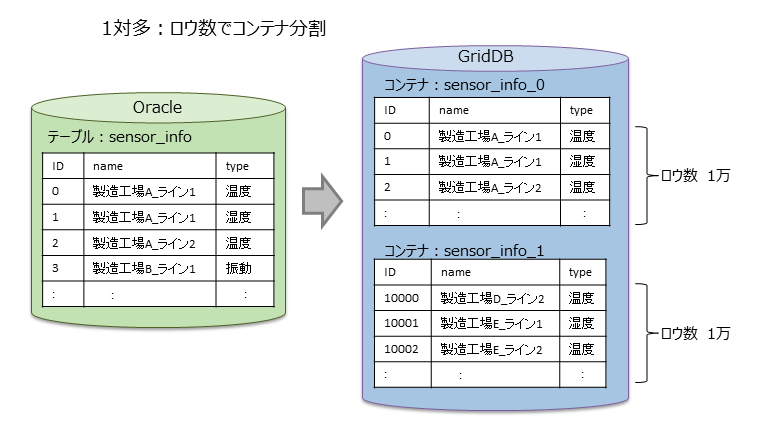 1対多：ロウ数でコンテナ分割
Oracle
テーブル：sensor_info
ID name type
0 製造工場A_ライン1 温度
1 製造工場A_ライン1 湿度
2 製造工場A_ライン2 温度
3 製造工場B_ライン1 振動
: : :
GridDB
コンテナ：sensor_info_0
ID name type
0 製造工場A_ライン1 温度
1 製造工場A_ライン1 湿度
2 製造工場A_ライン2 温度
: : :
ロウ数 1万
コンテナ：sensor_info_1
ID name type
10000 製造工場D_ライン2 温度
10001 製造工場E_ライン1 湿度
10002 製造工場E_ライン2 温度
: : :
ロウ数 1万